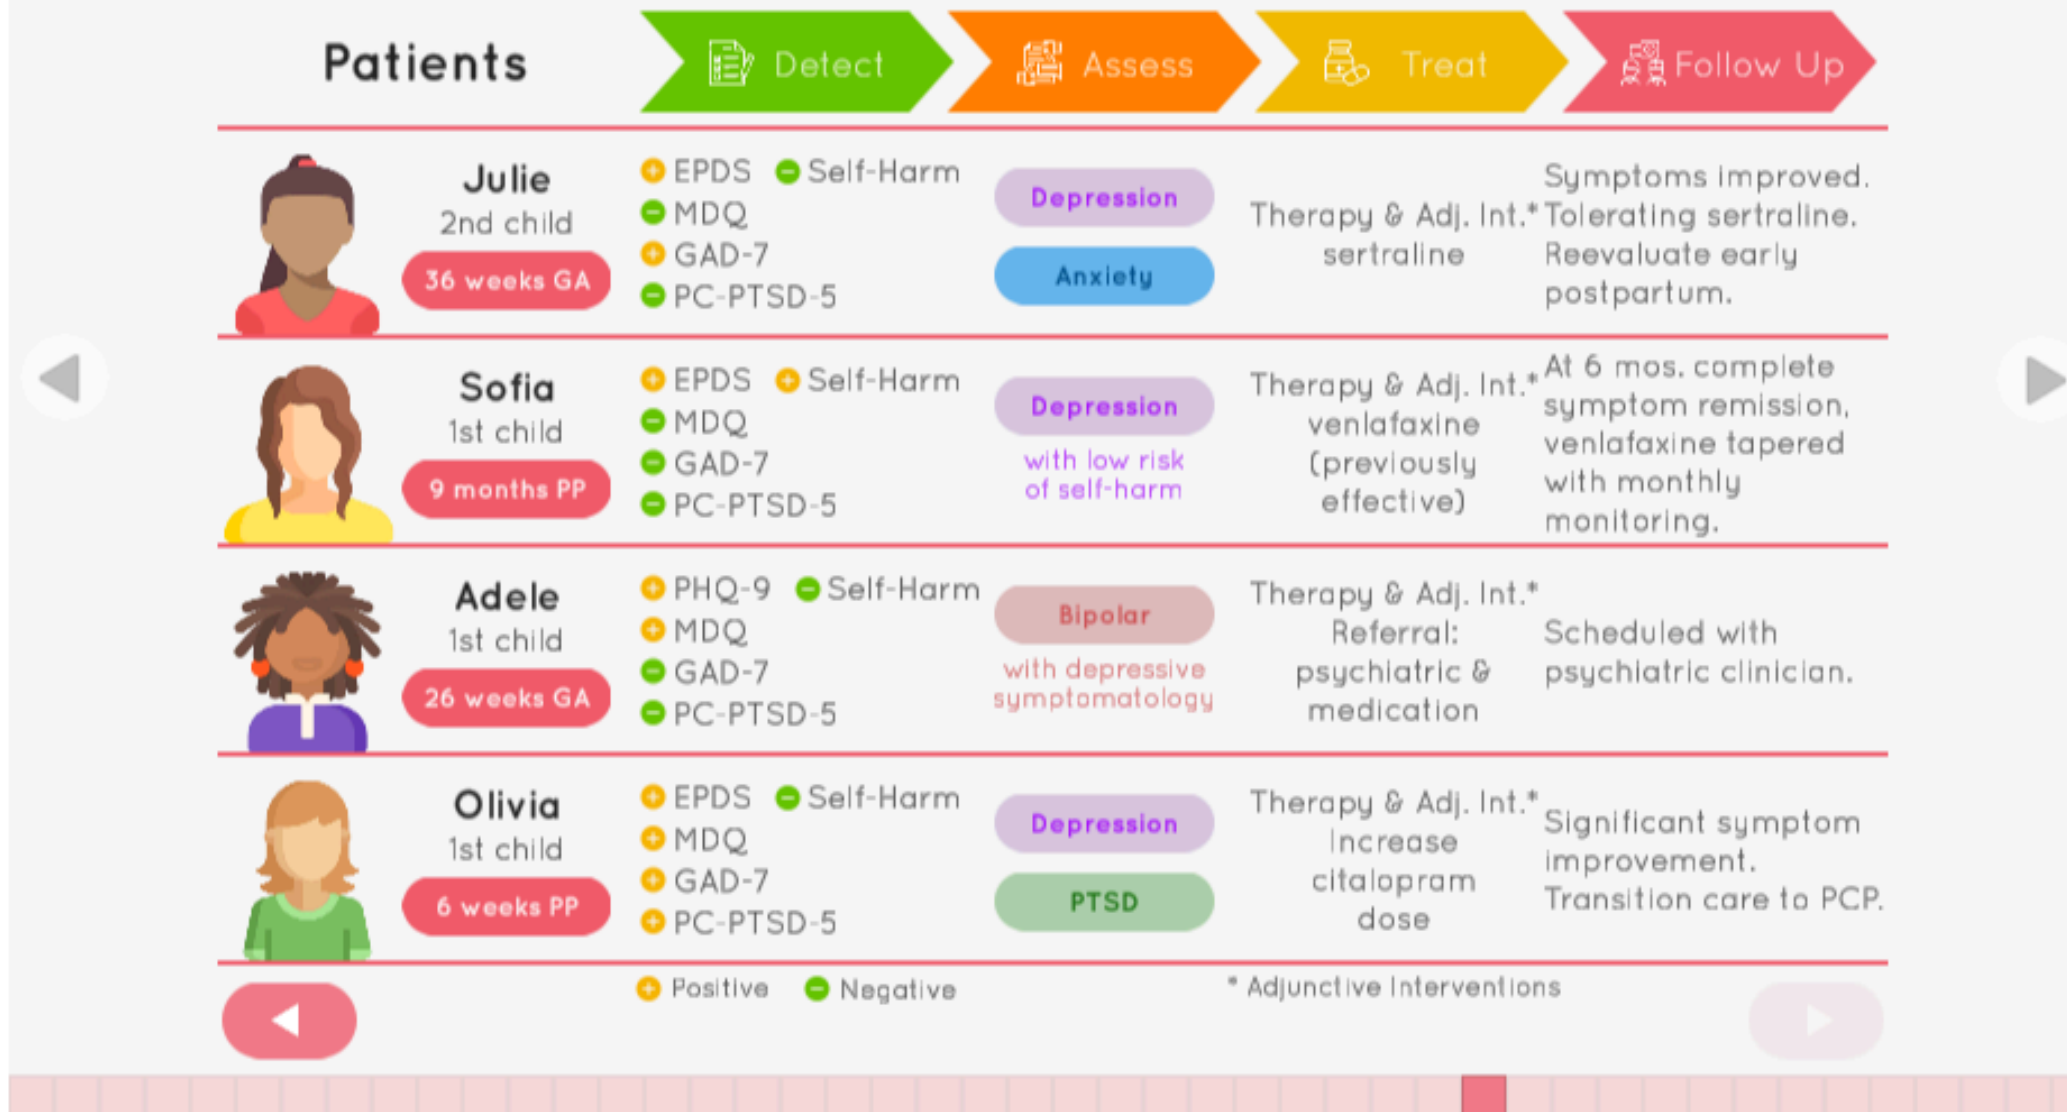 Patients
Detect
Assess
Treat
Follow Up
Julie
2nd child
36 weeks GA
EPDS Self-Harm
MDQ
GAD-7
PC-PTSD-5
Depression
Anxiety
Therapy & Adj. Int.*
sertraline
Symptoms improved.
Tolerating sertraline.
Reevaluate early
postpartum.
Sofia
1st child
9 months PP
EPDS Self-Harm
MDQ
GAD-7
PC-PTSD-5
Depression
with low risk
of self-harm
Therapy & Adj. Int.*
venlafaxine
(previously
effective)
At 6 mos. complete
symptom remission,
venlafaxine tapered
with monthly
monitoring.
Adele
1st child
26 weeks GA
PHQ-9 Self-Harm
MDQ
GAD-7
PC-PTSD-5
Bipolar
with depressive
symptomatology
Therapy & Adj. Int.*
Referral:
psychiatric &
medication
Scheduled with
psychiatric clinician.
Olivia
1st child
6 weeks PP
EPDS Self-Harm
MDQ
GAD-7
PC-PTSD-5
Depression
PTSD
Therapy & Adj. Int.*
Increase
citalopram
dose
Significant symptom
improvement.
Transition care to PCP.
Positive Negative
* Adjunctive Interventions